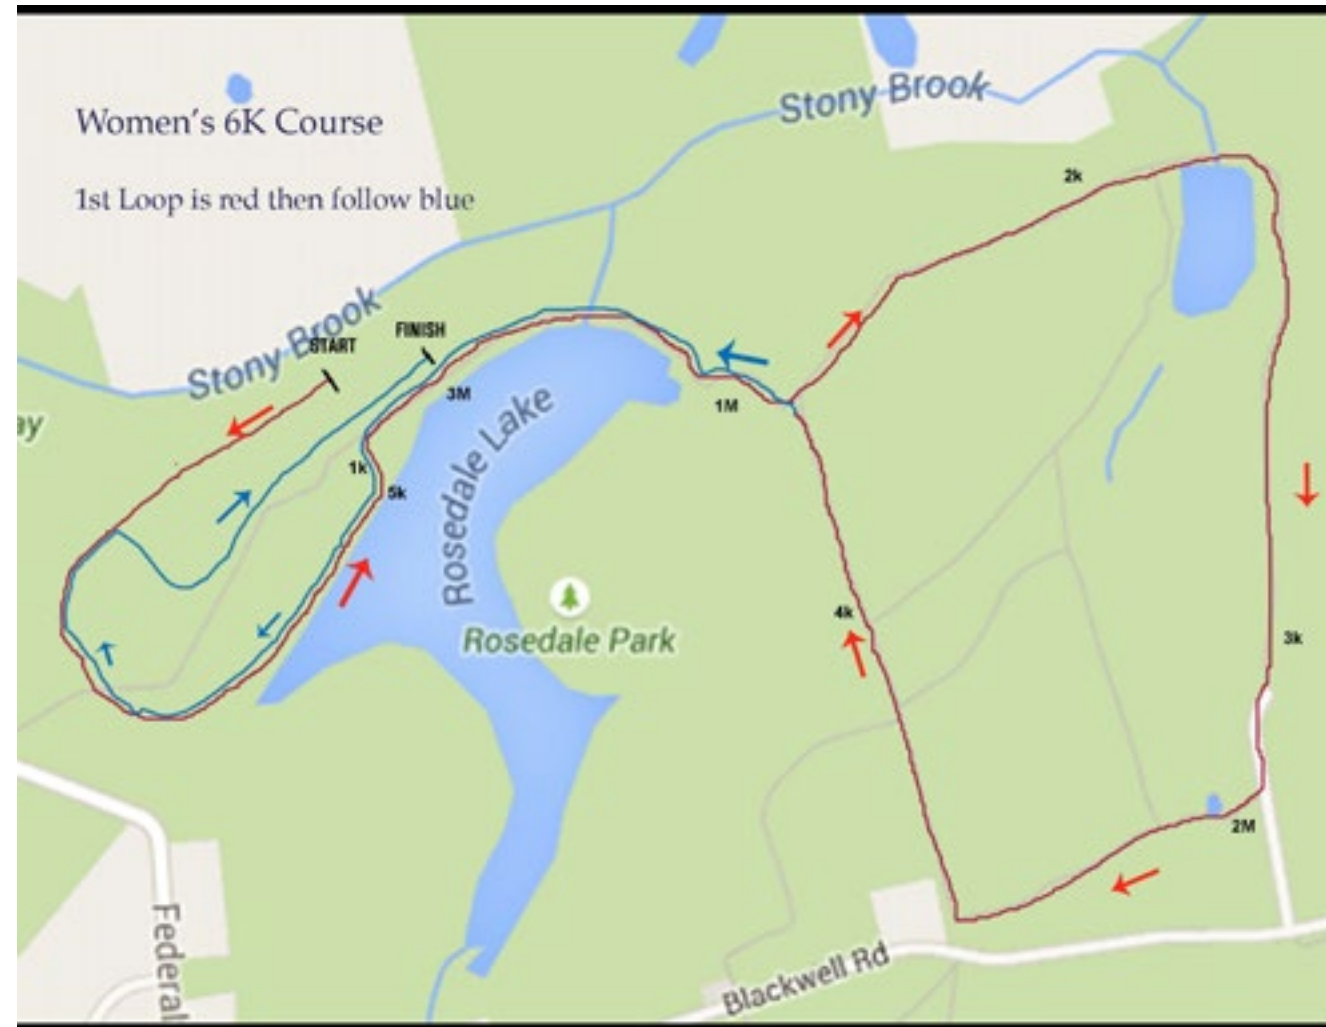 Women's 6K Course
1st Loop is red then follow blue
Stony Brook
2k
Stony Brook
START
FINISH
3M
1M
ay
1k
5k
Rosedale Lake
Rosedale Park
4k
3k
2M
Federal
Blackwell Rd